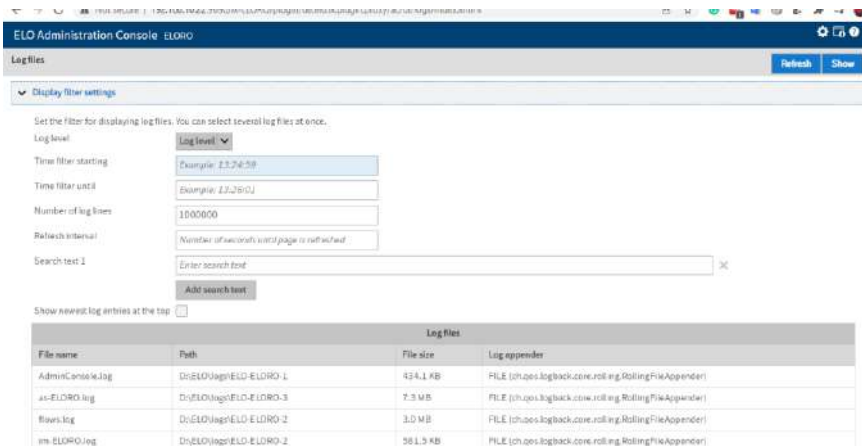 Not secure
ELO Administration Console ELORO
Log files
Refresh Show
Display filter settings
Set the filter for displaying log files. You can select several log files at once.
Log level Log level
Time filter starting Example: 13:24:59
Time filter until Example: 13:26:01
Number of log lines 1000000
Refresh interval Number of seconds until page is refreshed
Search text 1 Enter search text
Add search text
Show newest log entries at the top
Log files
File name Path File size Log appender
AdminConsole.log D:\ELO\logs\ELO-ELORO-1 434.1 KB FILE (ch.qos.logback.core.rolling.RollingFileAppender)
as-ELORO.log D:\ELO\logs\ELO-ELORO-3 7.3 MB FILE (ch.qos.logback.core.rolling.RollingFileAppender)
flows.log D:\ELO\logs\ELO-ELORO-2 3.0 MB FILE (ch.qos.logback.core.rolling.RollingFileAppender)
im-ELORO.log D:\ELO\logs\ELO-ELORO-2 581.5 KB FILE (ch.qos.logback.core.rolling.RollingFileAppender)